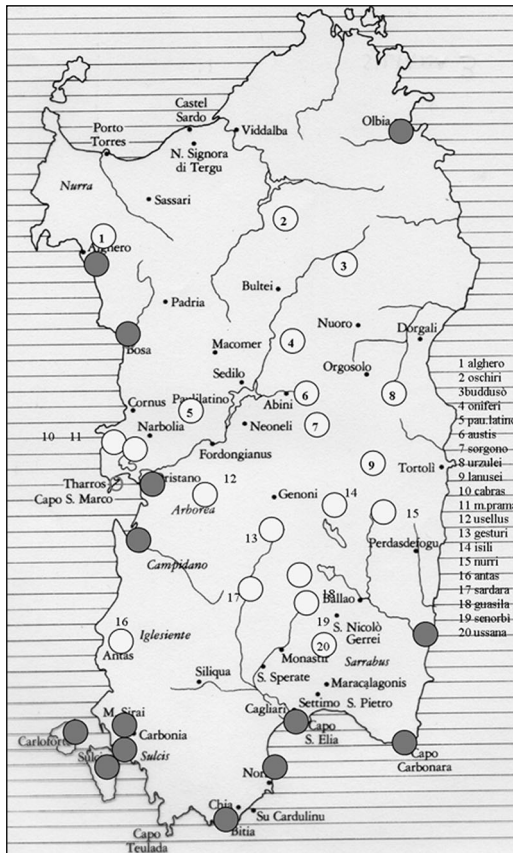 Castel
Sardo
Olbia
Porto
Torres
Viddalba
N. Signora
di Tergu
Nurra
Sassari
2
1
Alghero
3
Bultei
Padria
Nuoro
Dorgali
Bosa
4
Macomer
Orgosolo
Sedilo
1 alghero
2 oschiri
3buddusò
4 oniferi
5 pau.latino
6 austis
7 sorgono
8 urzulei
9 lanusei
10 cabras
11 m.prama
12 usellus
13 gesturi
14 isili
15 nurri
16 antas
17 sardara
18 guasila
19 senorbì
20 ussana
6
8
Abini
Cornus
Paulilatino
5
7
Neoneli
10
11
Narbolia
Fordongianus
9
Tortolì
Tharros
Capo S. Marco
Oristano
12
Arborea
Genoni
14
15
13
Perdasdefogu
Campidano
17
18
Ballao
16
Iglesiente
19
S. Nicolò
Gerrei
20
Antas
Monastir
Sarrabus
Siliqua
S. Sperate
Maracalagonis
Settimo
S. Pietro
Cagliari
M. Sirai
Capo
S. Elia
Carloforte
Carbonia
Sulcis
Sulci
Capo
Carbonara
Nora
Chia
Su Cardulinu
Bitia
Capo
Teulada